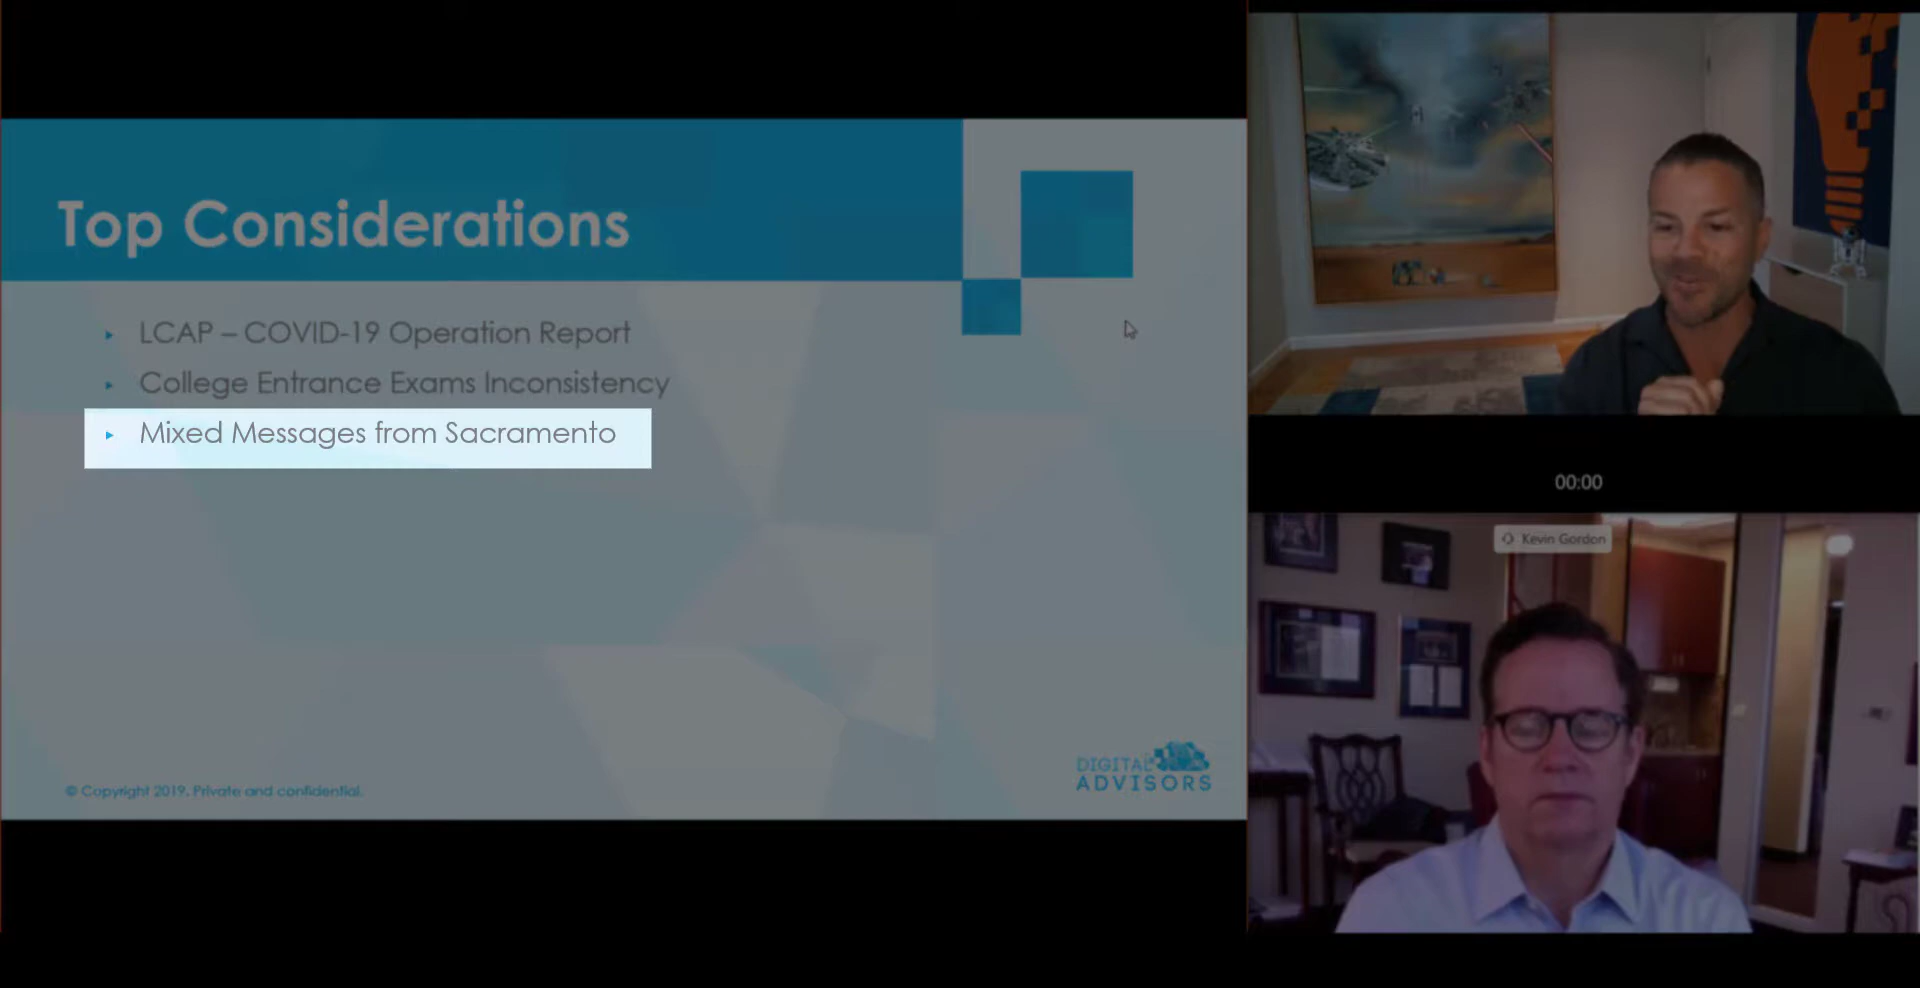 Top Considerations
LCAP – COVID-19 Operation Report
College Entrance Exams Inconsistency
Mixed Messages from Sacramento
© Copyright 2019. Private and confidential.
DIGITAL
ADVISORS
00:00
Kevin Gordon